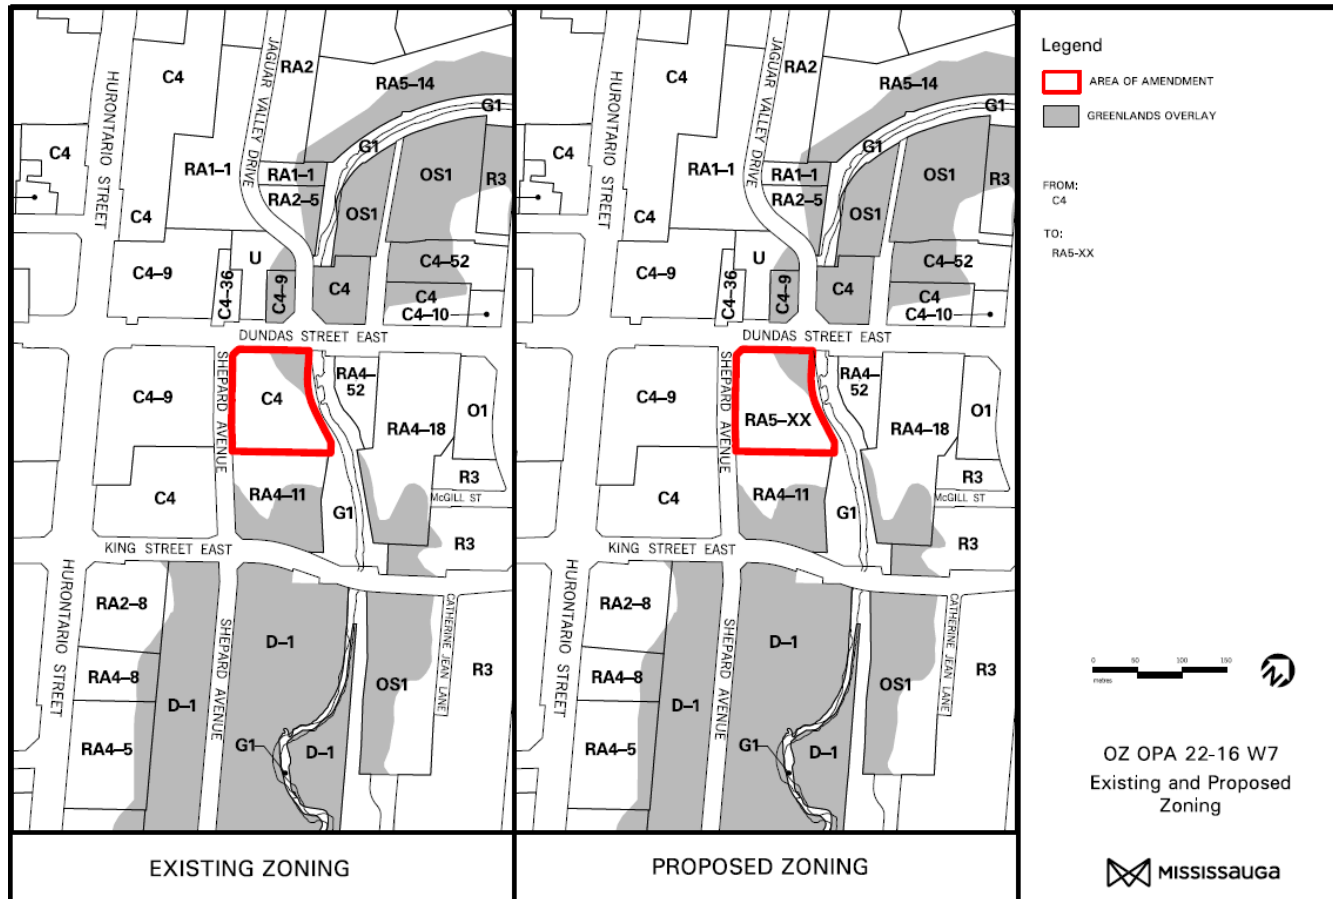 JAGUAR VALLEY DRIVE
RA2
C4
RA5–14
HURONTARIO STREET
G1
C4
G1
RA1–1
RA1–1
OS1
R3
RA2–5
OS1
C4
U
C4–9
C4–36
C4–9
C4
C4–52
C4
C4–10
DUNDAS STREET EAST
SHEPARD AVENUE
C4–9
C4
RA4–
52
O1
RA4–18
R3
McGILL ST
C4
RA4–11
G1
KING STREET EAST
R3
HURONTARIO STREET
RA2–8
SHEPARD AVENUE
D–1
CATHERINE JEAN LANE
R3
RA4–8
OS1
D–1
RA4–5
G1
D–1
EXISTING ZONING
JAGUAR VALLEY DRIVE
RA2
C4
RA5–14
HURONTARIO STREET
G1
C4
G1
RA1–1
RA1–1
OS1
R3
RA2–5
OS1
C4
U
C4–9
C4–36
C4–9
C4
C4–52
C4
C4–10
DUNDAS STREET EAST
SHEPARD AVENUE
C4–9
RA5–XX
RA4–
52
O1
RA4–18
R3
McGILL ST
C4
RA4–11
G1
KING STREET EAST
R3
HURONTARIO STREET
RA2–8
SHEPARD AVENUE
D–1
CATHERINE JEAN LANE
R3
RA4–8
OS1
D–1
RA4–5
G1
D–1
PROPOSED ZONING
Legend
AREA OF AMENDMENT
GREENLANDS OVERLAY
FROM:
C4
TO:
RA5-XX
0 50 100 150
metres
OZ OPA 22-16 W7
Existing and Proposed
Zoning
MISSISSAUGA